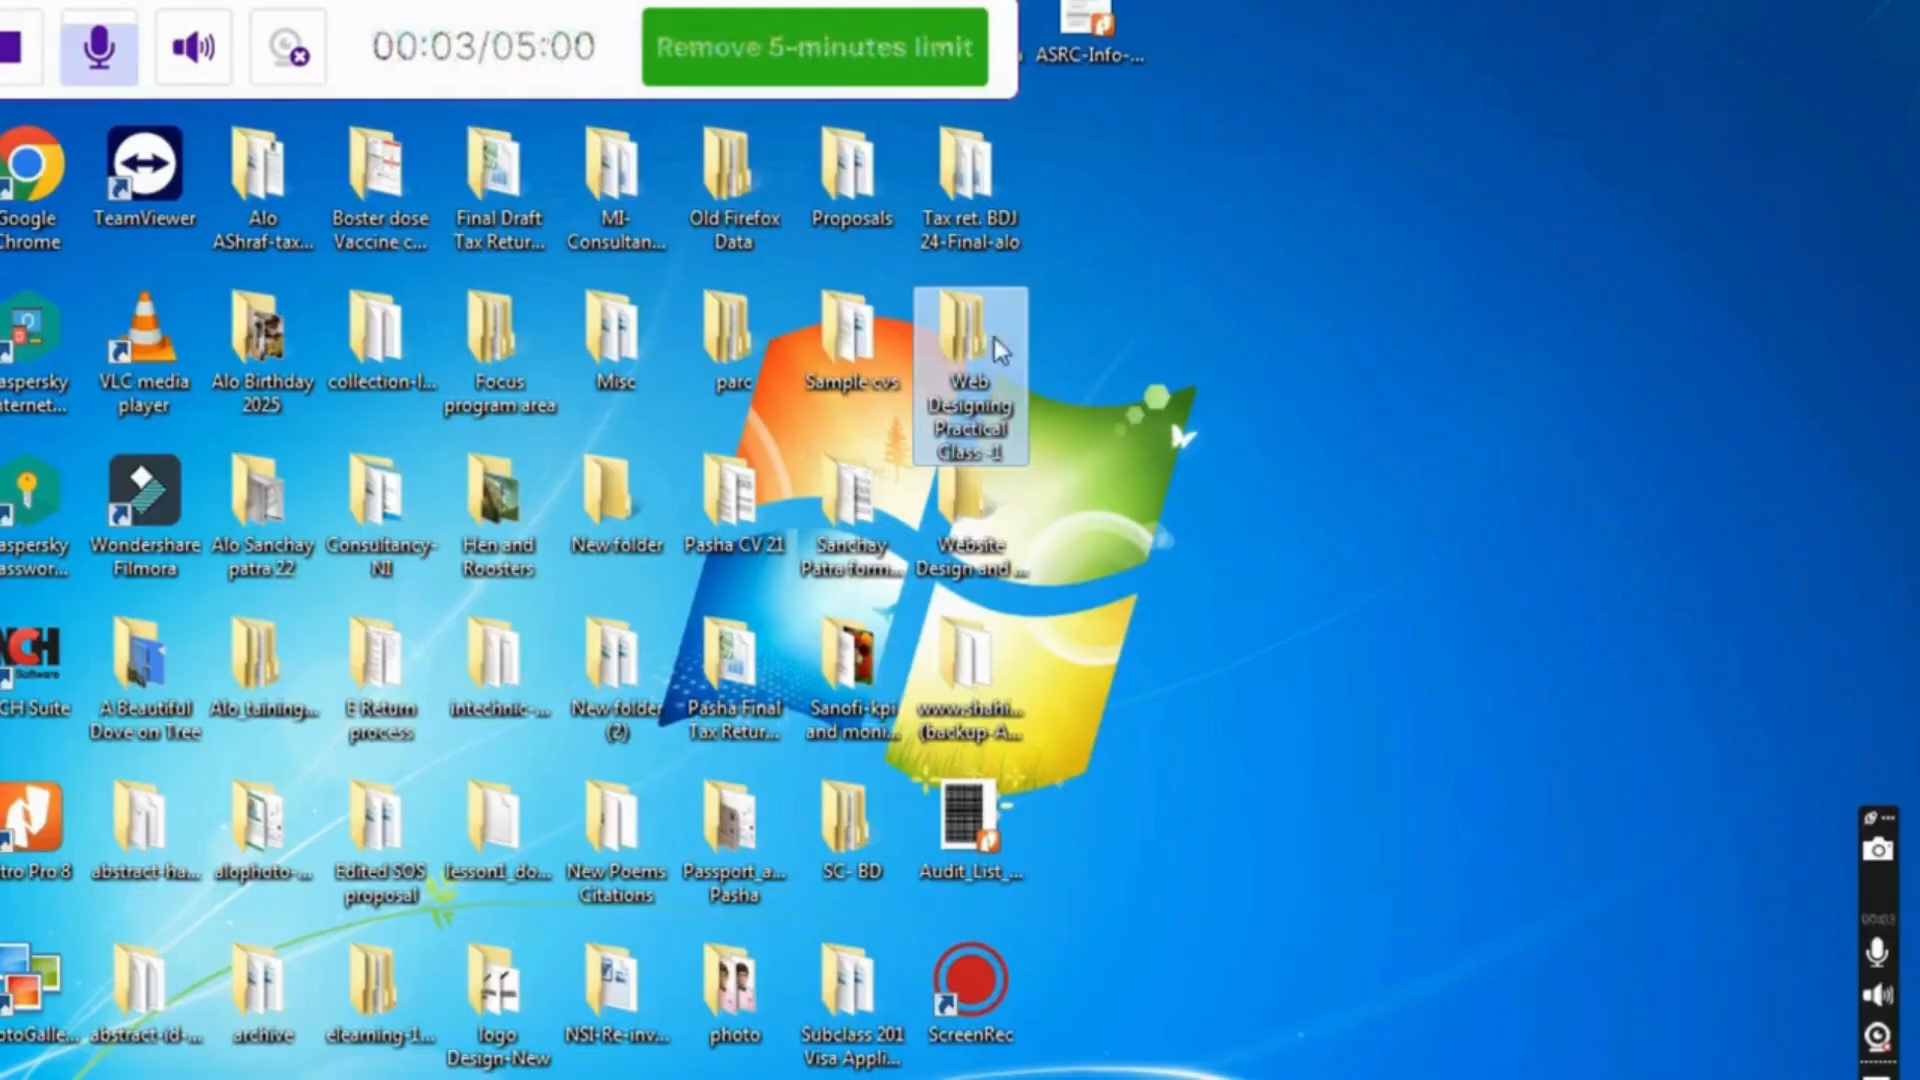 00:03/05:00
Remove 5-minutes limit
ASRC-Info-...
Google
Chrome
TeamViewer
Alo
AShraf-tax...
Boster dose
Vaccine c...
Final Draft
Tax Retur...
MI-
Consultan...
Old Firefox
Data
Proposals
Tax ret. BDJ
24-Final-alo
aspersky
nternet...
VLC media
player
Alo Birthday
2025
collection-l...
Focus
program area
Misc
parc
Sample cvs
Web
Designing
Practical
Class -1
aspersky
asswor...
Wondershare
Filmora
Alo Sanchay
patra 22
Consultancy-
NI
Hen and
Roosters
New folder
Pasha CV 21
Sanchay
Patra form...
Website
Design and ...
NCH
Software
CH Suite
A Beautiful
Dove on Tree
Alo_taining...
E Return
process
intechnic-...
New folder
(2)
Pasha Final
Tax Retur...
Sanofi-kpi
and moni...
www.shahi...
(backup-A...
tro Pro 8
abstract-ha...
alophoto-...
Edited SOS
proposal
lesson1_do...
New Poems
Citations
Passport_a...
Pasha
SC- BD
Audit_List_...
00:03
otoGalle...
abstract-id-...
archive
elearning-1...
logo
Design-New
NSI-Re-inv...
photo
Subclass 201
Visa Appli...
ScreenRec